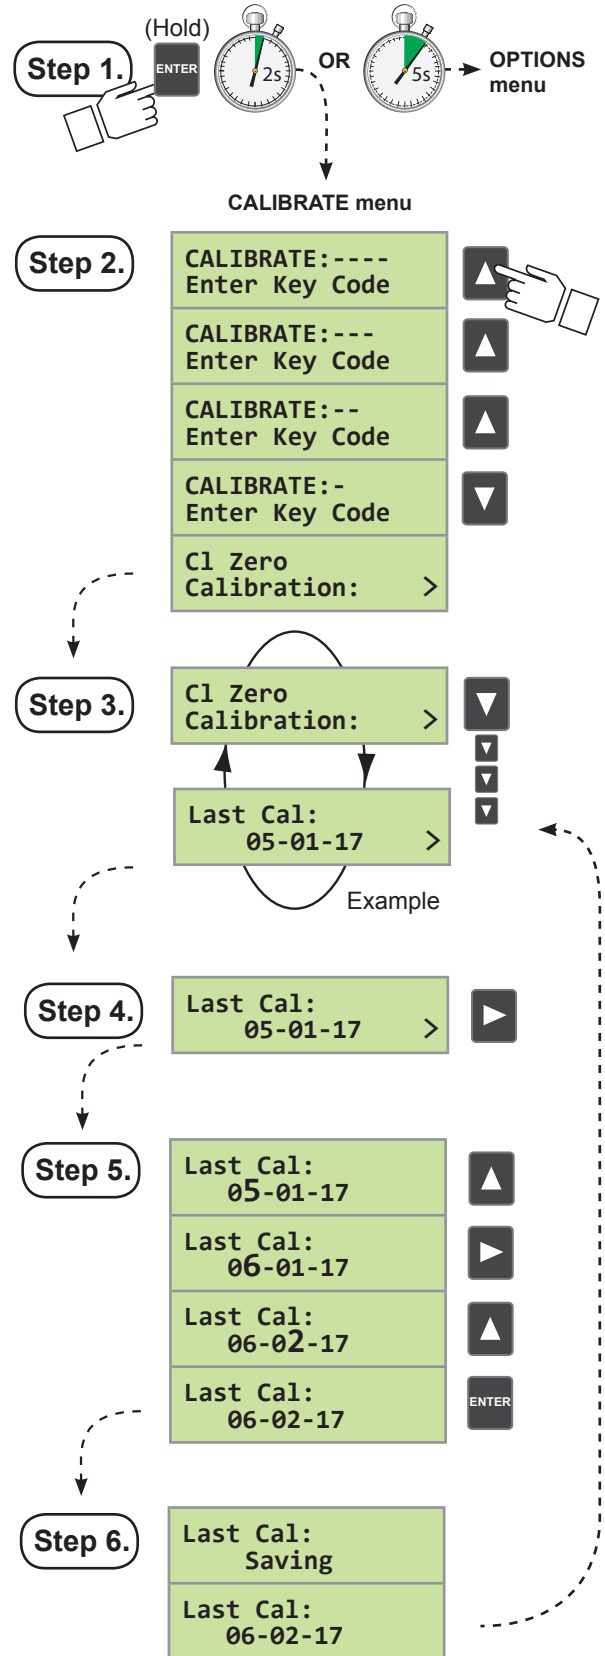 (Hold)
Step 1.
ENTER
2s
OR
5s
OPTIONS
menu
CALIBRATE menu
Step 2.
CALIBRATE:----
Enter Key Code
CALIBRATE:---
Enter Key Code
CALIBRATE:--
Enter Key Code
CALIBRATE:-
Enter Key Code
Cl Zero
Calibration: >
Step 3.
Cl Zero
Calibration: >
Last Cal:
05-01-17 >
Example
Step 4.
Last Cal:
05-01-17 >
Step 5.
Last Cal:
05-01-17
Last Cal:
06-01-17
Last Cal:
06-02-17
Last Cal:
06-02-17
ENTER
Step 6.
Last Cal:
Saving
Last Cal:
06-02-17